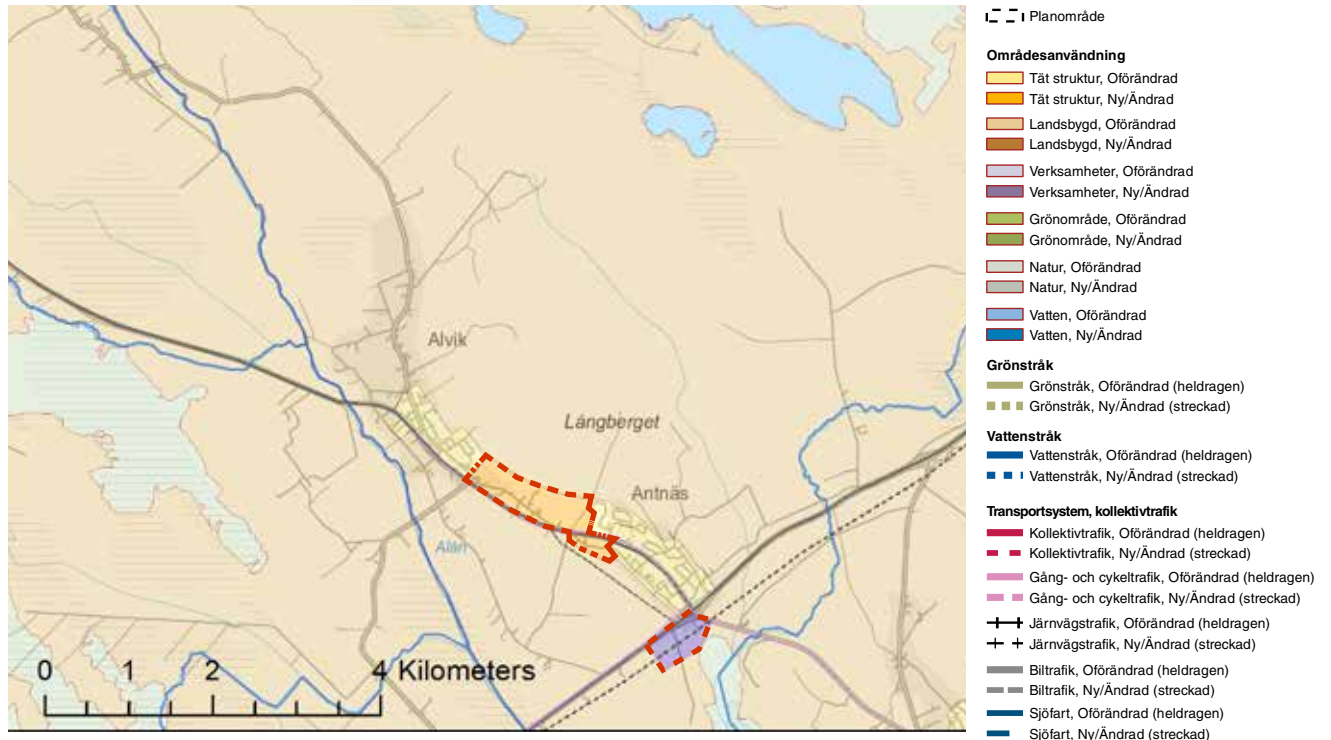 Alvik
Långberget
Antnäs
Alån
0 1 2 4 Kilometers
Planområde
Områdesanvändning
Tät struktur, Oförändrad
Tät struktur, Ny/Ändrad
Landsbygd, Oförändrad
Landsbygd, Ny/Ändrad
Verksamheter, Oförändrad
Verksamheter, Ny/Ändrad
Grönområde, Oförändrad
Grönområde, Ny/Ändrad
Natur, Oförändrad
Natur, Ny/Ändrad
Vatten, Oförändrad
Vatten, Ny/Ändrad
Grönstråk
Grönstråk, Oförändrad (heldragen)
Grönstråk, Ny/Ändrad (streckad)
Vattenstråk
Vattenstråk, Oförändrad (heldragen)
Vattenstråk, Ny/Ändrad (streckad)
Transportsystem, kollektivtrafik
Kollektivtrafik, Oförändrad (heldragen)
Kollektivtrafik, Ny/Ändrad (streckad)
Gång- och cykeltrafik, Oförändrad (heldragen)
Gång- och cykeltrafik, Ny/Ändrad (streckad)
Järnvägstrafik, Oförändrad (heldragen)
Järnvägstrafik, Ny/Ändrad (streckad)
Biltrafik, Oförändrad (heldragen)
Biltrafik, Ny/Ändrad (streckad)
Sjöfart, Oförändrad (heldragen)
Sjöfart, Ny/Ändrad (streckad)